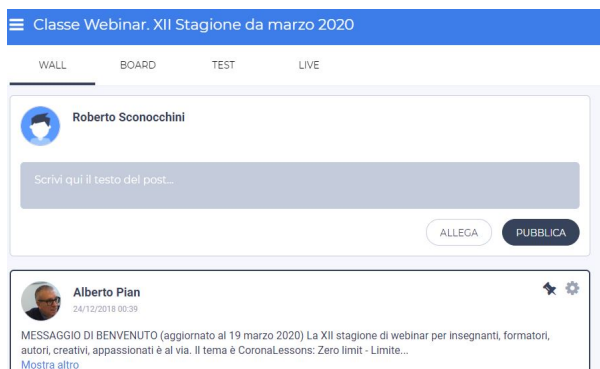 Classe Webinar. XII Stagione da marzo 2020
WALL BOARD TEST LIVE
Roberto Sconocchini
Scrivi qui il testo del post...
ALLEGA PUBBLICA
Alberto Pian
24/12/2018 00:39
MESSAGGIO DI BENVENUTO (aggiornato al 19 marzo 2020) La XII stagione di webinar per insegnanti, formatori,
autori, creativi, appassionati è al via. Il tema è CoronaLessons: Zero limit - Limite...
Mostra altro